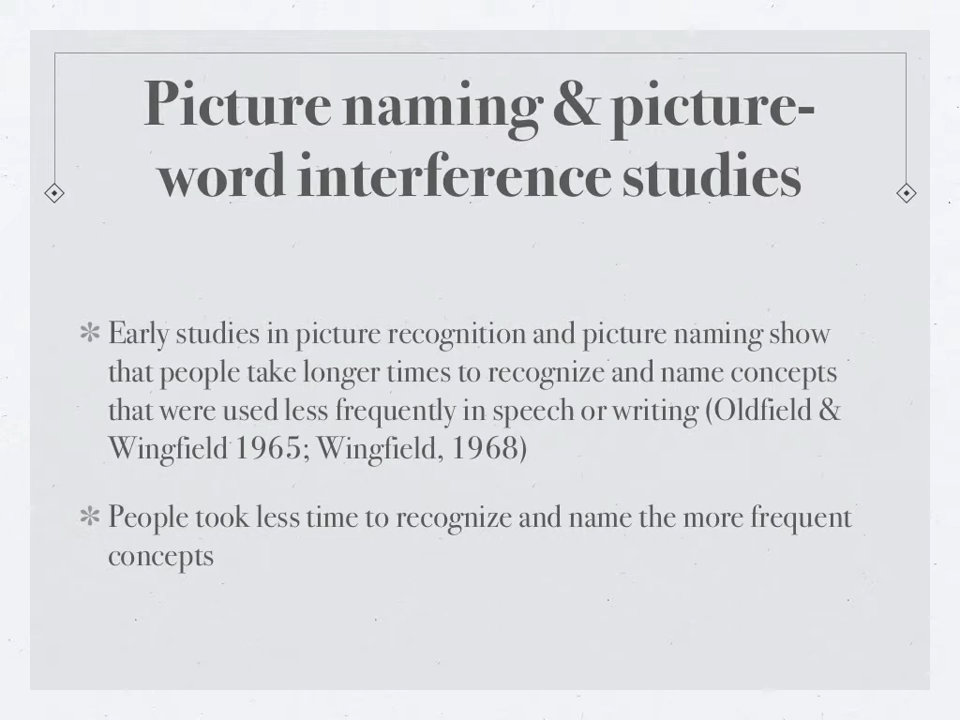 Picture naming & picture-
word interference studies
✻ Early studies in picture recognition and picture naming show
that people take longer times to recognize and name concepts
that were used less frequently in speech or writing (Oldfield &
Wingfield 1965; Wingfield, 1968)
✻ People took less time to recognize and name the more frequent
concepts